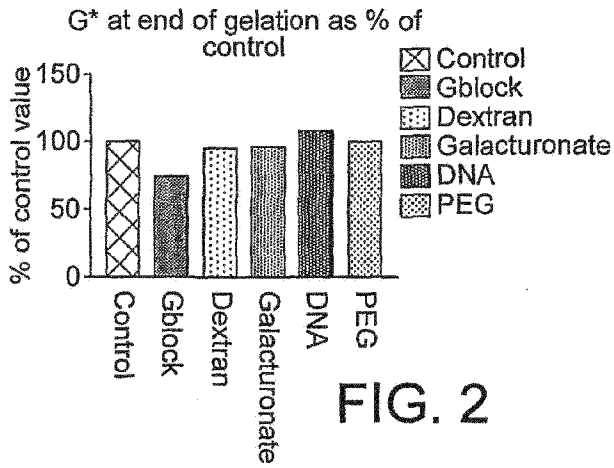 G* at end of gelation as % of
control
% of control value
150
100
50
0
Control
Gblock
Dextran
Galacturonate
DNA
PEG
Control
Gblock
Dextran
Galacturonate
DNA
PEG
FIG. 2